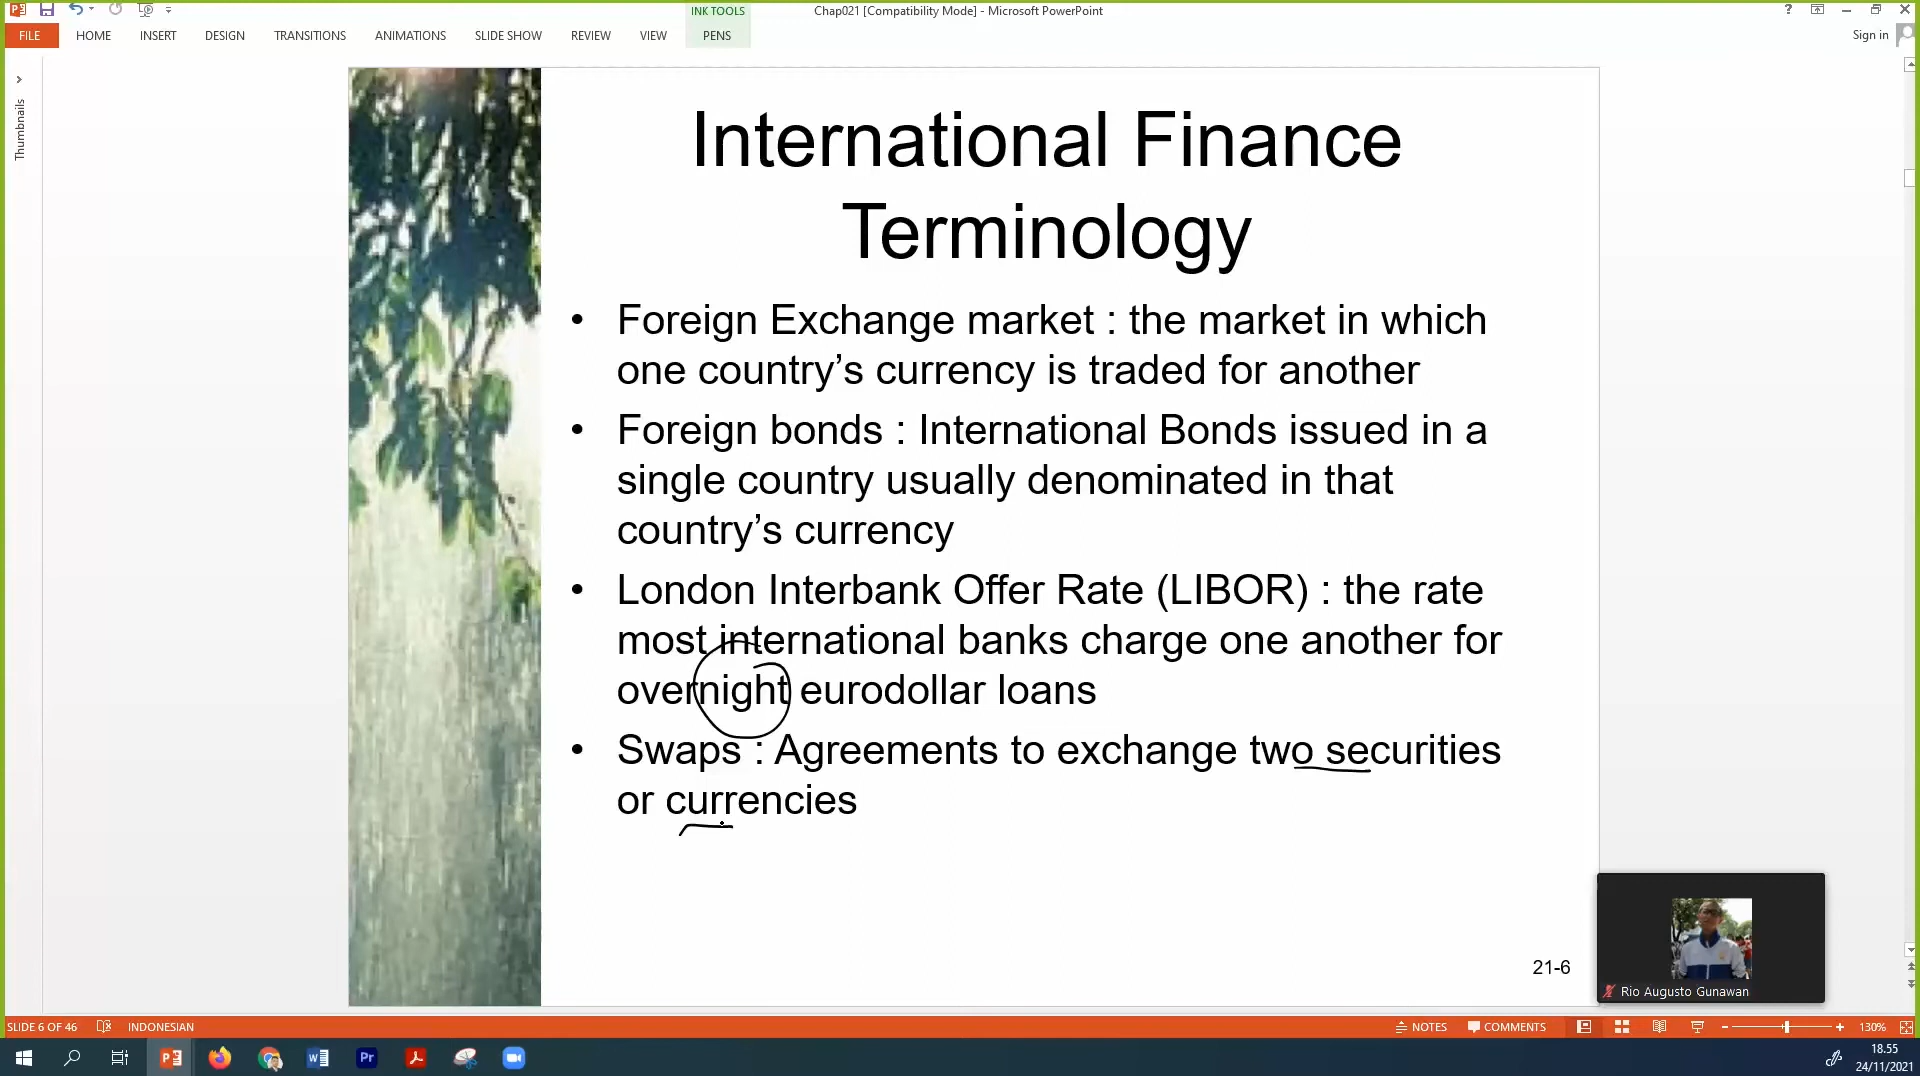 INK TOOLS
Chap021 [Compatibility Mode] - Microsoft PowerPoint
?
FILE HOME INSERT DESIGN TRANSITIONS ANIMATIONS SLIDE SHOW REVIEW VIEW PENS
Sign in
Thumbnails
International Finance
Terminology
• Foreign Exchange market : the market in which
one country’s currency is traded for another
• Foreign bonds : International Bonds issued in a
single country usually denominated in that
country’s currency
• London Interbank Offer Rate (LIBOR) : the rate
most international banks charge one another for
overnight eurodollar loans
• Swaps : Agreements to exchange two securities
or currencies
21-6
Rio Augusto Gunawan
SLIDE 6 OF 46 INDONESIAN NOTES COMMENTS 130%
Pr
18.55
24/11/2021